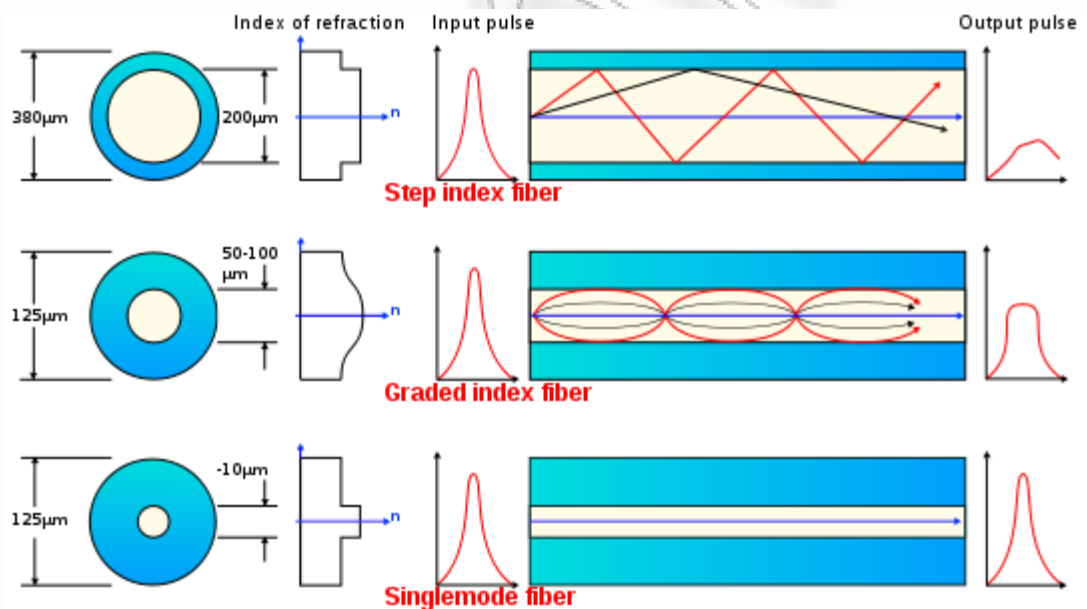 Index of refraction
Input pulse
Output pulse
380μm
200μm
n
Step index fiber
50-100
μm
125μm
Graded index fiber
-10μm
n
125μm
Singlemode fiber